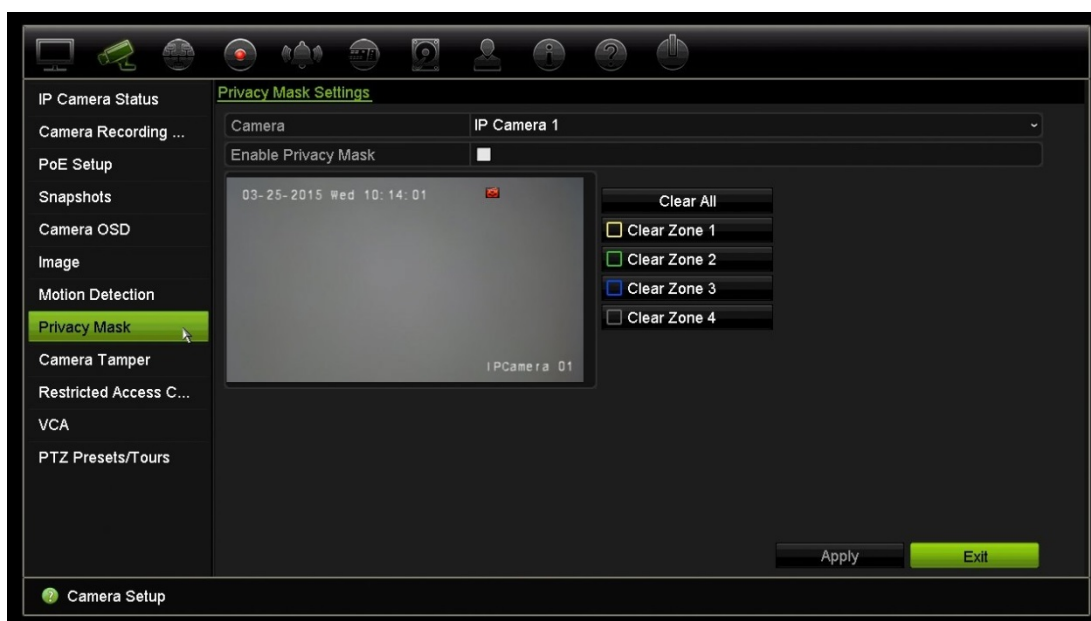 Privacy Mask Settings
IP Camera Status
Camera Recording ...
PoE Setup
Snapshots
Camera OSD
Image
Motion Detection
Privacy Mask
Camera Tamper
Restricted Access C...
VCA
PTZ Presets/Tours
Camera IP Camera 1
Enable Privacy Mask
03-25-2015 Wed 10:14:01
IPCamera 01
Clear All
Clear Zone 1
Clear Zone 2
Clear Zone 3
Clear Zone 4
Apply Exit
Camera Setup